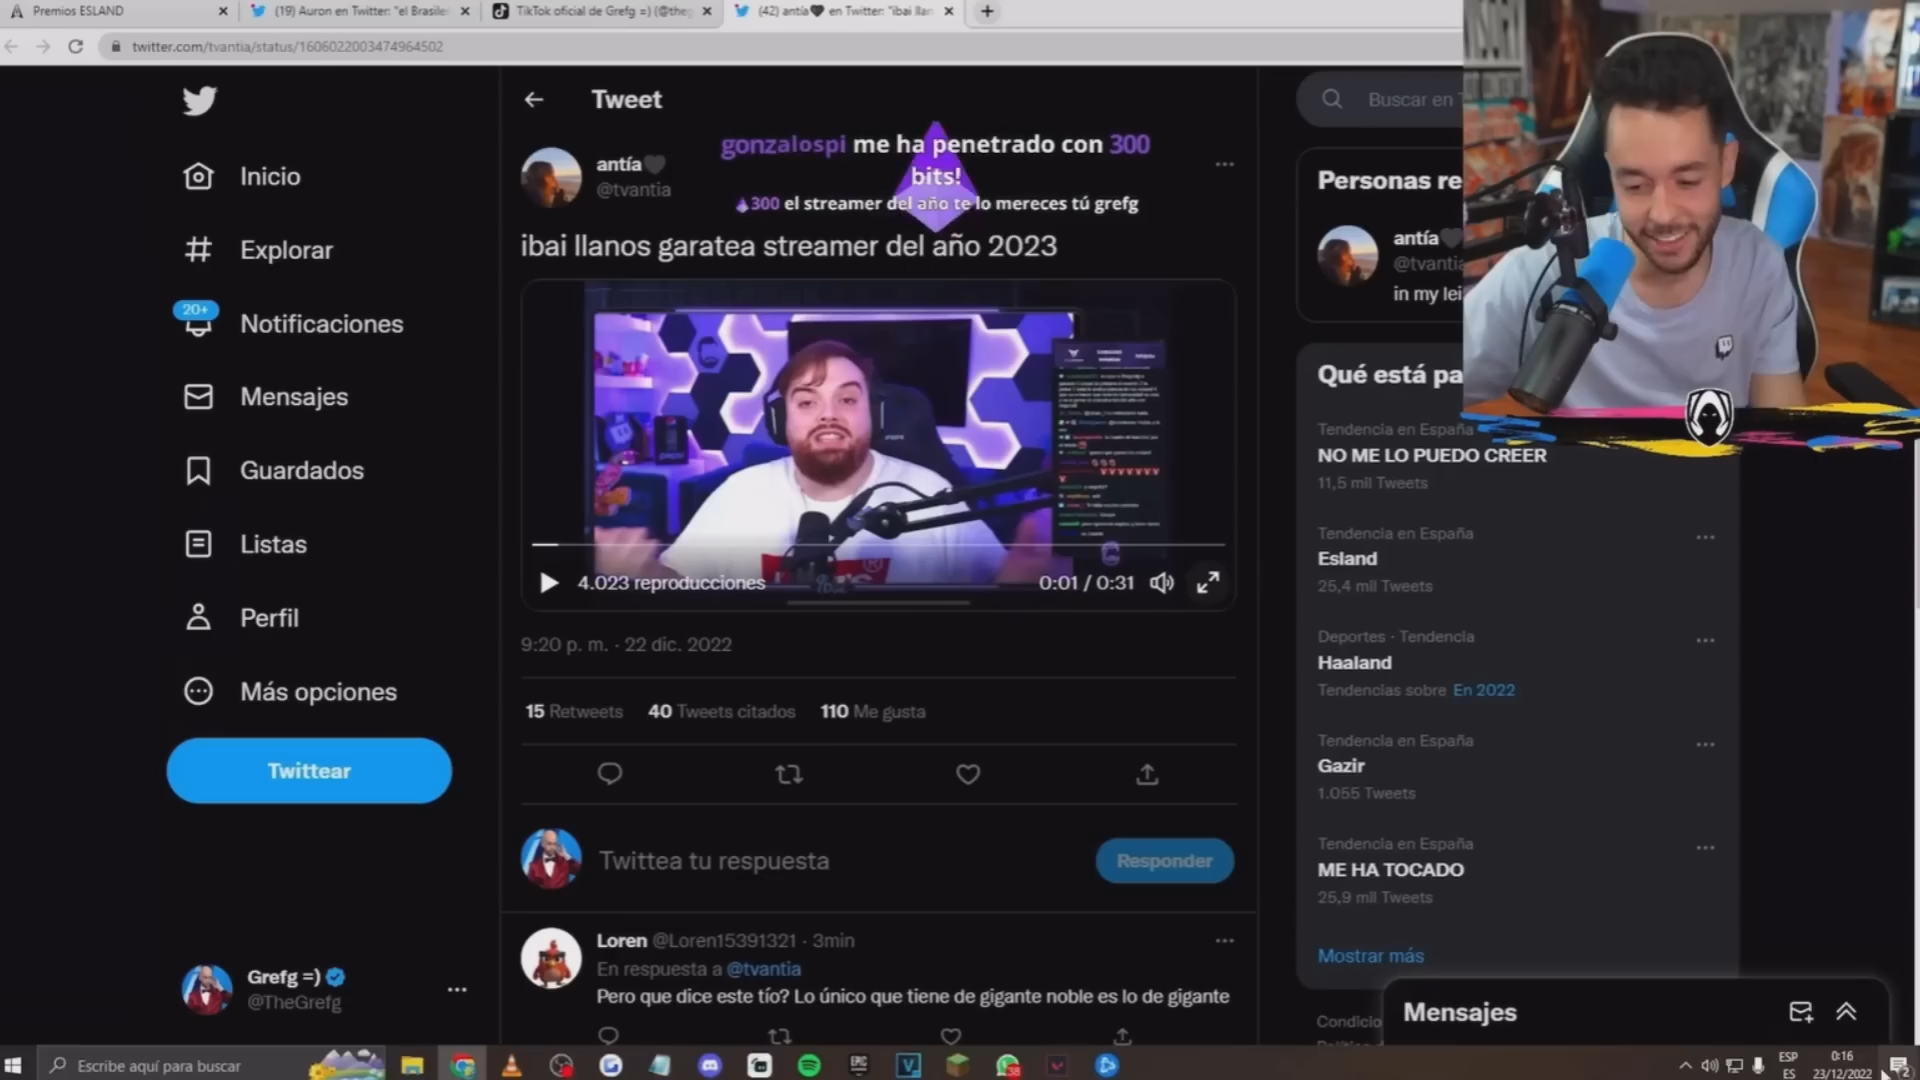 Premios ESLAND
(19) Auron en Twitter: "el Brasile
TikTok oficial de Grefg =) (@the
(42) antía🖤 en Twitter: "ibai llan
twitter.com/tvantia/status/1606022003474964502
Inicio
Explorar
20+
Notificaciones
Mensajes
Guardados
Listas
Perfil
Más opciones
Twittear
Grefg =)
@TheGrefg
Tweet
gonzalospi me ha penetrado con 300
bits!
300 el streamer del año te lo mereces tú grefg
antía🖤
@tvantia
ibai llanos garatea streamer del año 2023
4.023 reproducciones
0:01 / 0:31
9:20 p. m. · 22 dic. 2022
15 Retweets 40 Tweets citados 110 Me gusta
Twittea tu respuesta
Responder
Loren @Loren15391321 · 3min
En respuesta a @tvantia
Pero que dice este tío? Lo único que tiene de gigante noble es lo de gigante
Buscar en
Personas re
antía
@tvantia
in my lei
Qué está pa
Tendencia en España
NO ME LO PUEDO CREER
11,5 mil Tweets
Tendencia en España
Esland
25,4 mil Tweets
Deportes · Tendencia
Haaland
Tendencias sobre En 2022
Tendencia en España
Gazir
1.055 Tweets
Tendencia en España
ME HA TOCADO
25,9 mil Tweets
Mostrar más
Condicio
Mensajes
Escribe aquí para buscar
EPIC
38
ESP
ES
0:16
23/12/2022
2